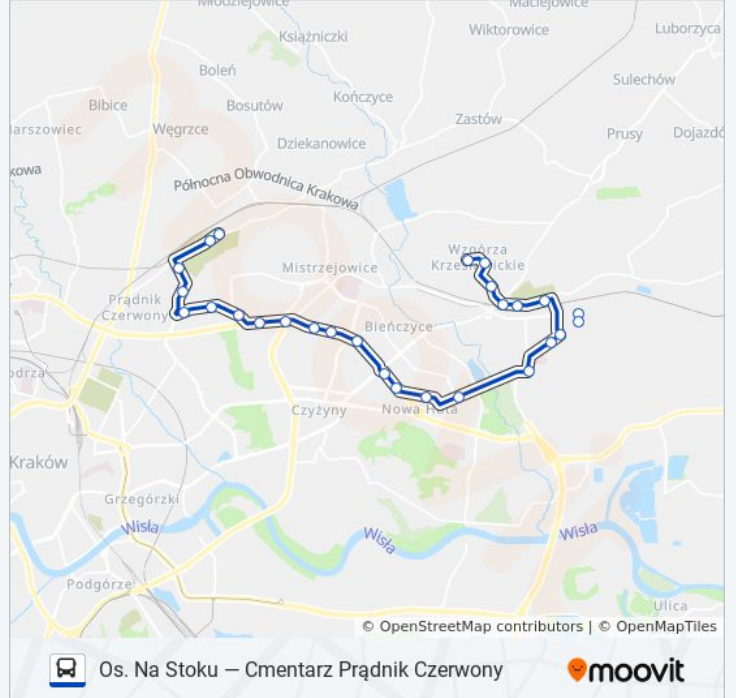 Młodziejowice
Maciejowice
Książniczki
Wiktorowice
Luborzyca
Boleń
Sulechów
Kończyce
Bibice
Bosutów
Zastów
Węgrzce
Prusy
Dziekanowice
Północna Obwodnica Krakowa
Wzgórza
Krzesławickie
Mistrzejowice
Prądnik
Czerwony
Bieńczyce
Czyżyny
Nowa Huta
Kraków
Grzegórzki
Wisła
Wisła
Wisła
Podgórze
Ulica
© OpenStreetMap contributors | © OpenMapTiles
Os. Na Stoku — Cmentarz Prądnik Czerwony
moovit